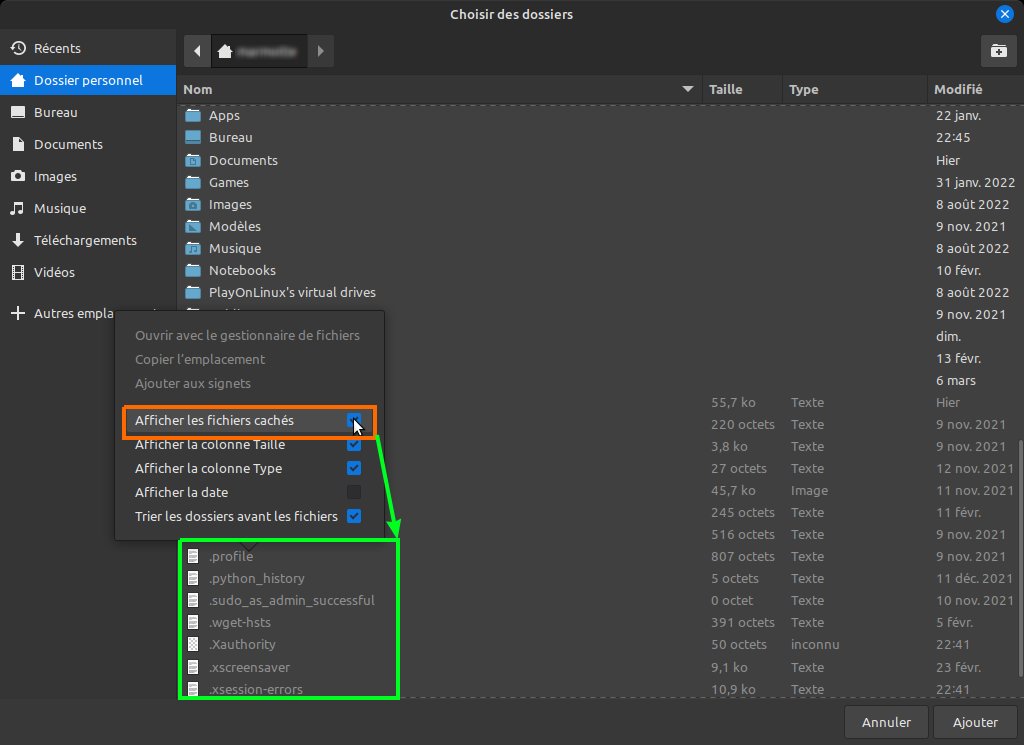 Choisir des dossiers
Récents
Dossier personnel
Bureau
Documents
Images
Musique
Téléchargements
Vidéos
Autres empla
Nom Taille Type Modifié
Apps 22 janv.
Bureau 22:45
Documents Hier
Games 31 janv. 2022
Images 8 août 2022
Modèles 9 nov. 2021
Musique 8 août 2022
Notebooks 10 févr.
PlayOnLinux's virtual drives 8 août 2022
9 nov. 2021
dim.
13 févr.
6 mars
55,7 ko Texte Hier
220 octets Texte 9 nov. 2021
3,8 ko Texte 9 nov. 2021
27 octets Texte 12 nov. 2021
45,7 ko Image 11 nov. 2021
245 octets Texte 11 févr.
516 octets Texte 9 nov. 2021
.profile 807 octets Texte 9 nov. 2021
.python_history 5 octets Texte 11 déc. 2021
.sudo_as_admin_successful 0 octet Texte 10 nov. 2021
.wget-hsts 391 octets Texte 5 févr.
.Xauthority 50 octets inconnu 22:41
.xscreensaver 9,1 ko Texte 23 févr.
.xsession-errors 10,9 ko Texte 22:41
Ouvrir avec le gestionnaire de fichiers
Copier l'emplacement
Ajouter aux signets
Afficher les fichiers cachés
Afficher la colonne Taille
Afficher la colonne Type
Afficher la date
Trier les dossiers avant les fichiers
Annuler
Ajouter